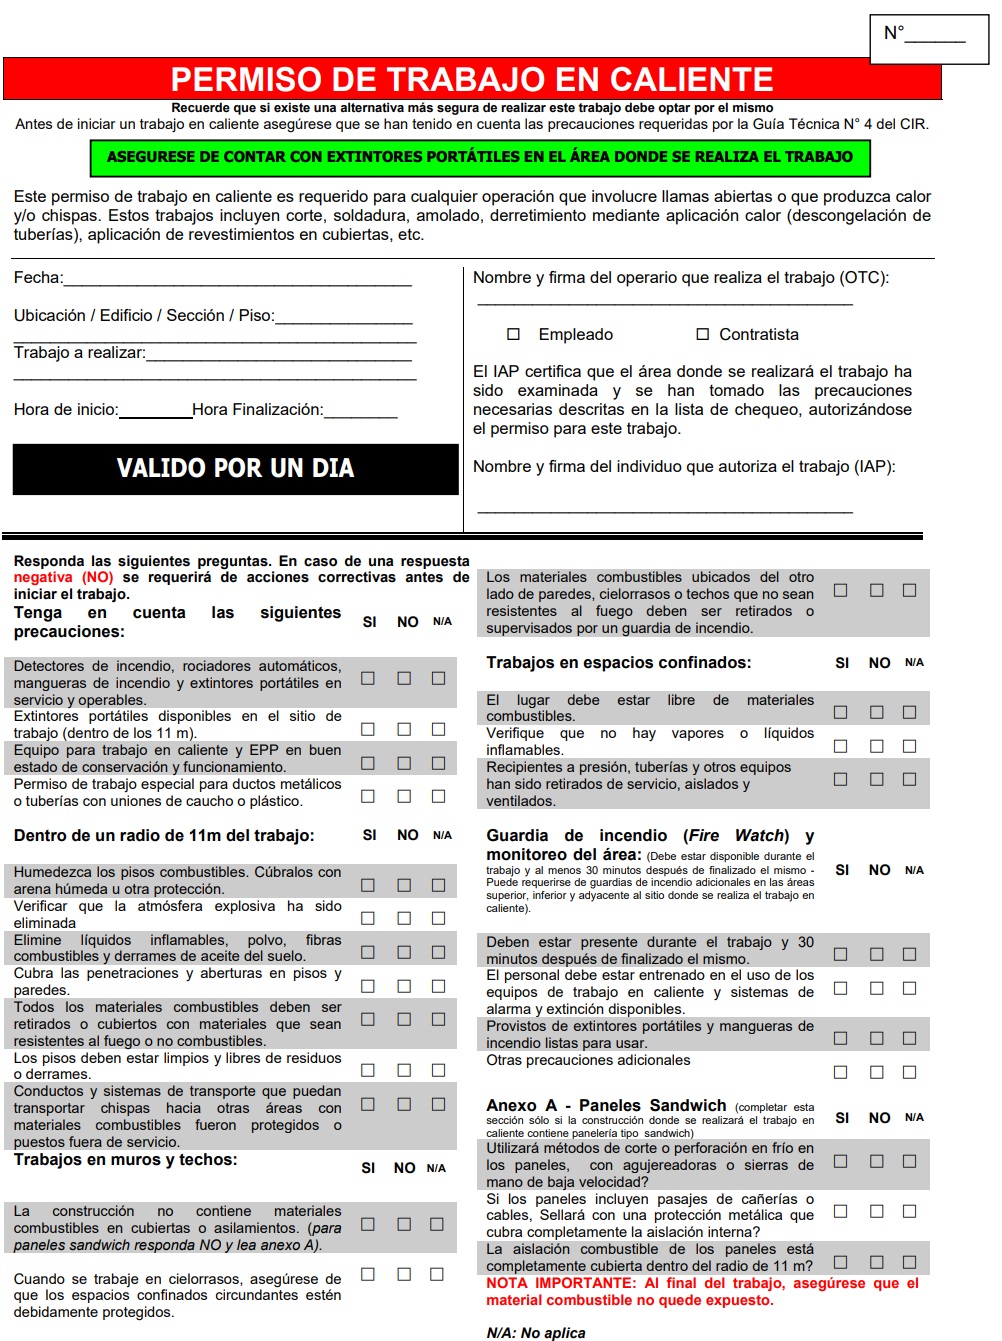 N°______
PERMISO DE TRABAJO EN CALIENTE
Recuerde que si existe una alternativa más segura de realizar este trabajo debe optar por el mismo
Antes de iniciar un trabajo en caliente asegúrese que se han tenido en cuenta las precauciones requeridas por la Guía Técnica N° 4 del CIR.
ASEGURESE DE CONTAR CON EXTINTORES PORTÁTILES EN EL ÁREA DONDE SE REALIZA EL TRABAJO
Este permiso de trabajo en caliente es requerido para cualquier operación que involucre llamas abiertas o que produzca calor
y/o chispas. Estos trabajos incluyen corte, soldadura, amolado, derretimiento mediante aplicación calor (descongelación de
tuberías), aplicación de revestimientos en cubiertas, etc.
Fecha:
Ubicación / Edificio / Sección / Piso:
Trabajo a realizar:
Hora de inicio:________Hora Finalización:________
VALIDO POR UN DIA
Nombre y firma del operario que realiza el trabajo (OTC):
☐ Empleado ☐ Contratista
El IAP certifica que el área donde se realizará el trabajo ha
sido examinada y se han tomado las precauciones
necesarias descritas en la lista de chequeo, autorizándose
el permiso para este trabajo.
Nombre y firma del individuo que autoriza el trabajo (IAP):
Responda las siguientes preguntas. En caso de una respuesta
negativa (NO) se requerirá de acciones correctivas antes de
iniciar el trabajo.
Tenga en cuenta las siguientes
precauciones: SI NO N/A
Detectores de incendio, rociadores automáticos,
mangueras de incendio y extintores portátiles en
servicio y operables. ☐ ☐ ☐
Extintores portátiles disponibles en el sitio de
trabajo (dentro de los 11 m). ☐ ☐ ☐
Equipo para trabajo en caliente y EPP en buen
estado de conservación y funcionamiento. ☐ ☐ ☐
Permiso de trabajo especial para ductos metálicos
o tuberías con uniones de caucho o plástico. ☐ ☐ ☐
Dentro de un radio de 11m del trabajo: SI NO N/A
Humedezca los pisos combustibles. Cúbralos con
arena húmeda u otra protección. ☐ ☐ ☐
Verificar que la atmósfera explosiva ha sido
eliminada ☐ ☐ ☐
Elimine líquidos inflamables, polvo, fibras
combustibles y derrames de aceite del suelo. ☐ ☐ ☐
Cubra las penetraciones y aberturas en pisos y
paredes. ☐ ☐ ☐
Todos los materiales combustibles deben ser
retirados o cubiertos con materiales que sean
resistentes al fuego o no combustibles. ☐ ☐ ☐
Los pisos deben estar limpios y libres de residuos
o derrames. ☐ ☐ ☐
Conductos y sistemas de transporte que puedan
transportar chispas hacia otras áreas con
materiales combustibles fueron protegidos o
puestos fuera de servicio. ☐ ☐ ☐
Trabajos en muros y techos: SI NO N/A
La construcción no contiene materiales
combustibles en cubiertas o asilamientos. (para
paneles sandwich responda NO y lea anexo A). ☐ ☐ ☐
Cuando se trabaje en cielorrasos, asegúrese de
que los espacios confinados circundantes estén
debidamente protegidos. ☐ ☐ ☐
Los materiales combustibles ubicados del otro
lado de paredes, cielorrasos o techos que no sean
resistentes al fuego deben ser retirados o
supervisados por un guardia de incendio. ☐ ☐ ☐
Trabajos en espacios confinados: SI NO N/A
El lugar debe estar libre de materiales
combustibles. ☐ ☐ ☐
Verifique que no hay vapores o líquidos
inflamables. ☐ ☐ ☐
Recipientes a presión, tuberías y otros equipos
han sido retirados de servicio, aislados y
ventilados. ☐ ☐ ☐
Guardia de incendio (Fire Watch) y
monitoreo del área: (Debe estar disponible durante el
trabajo y al menos 30 minutos después de finalizado el mismo -
Puede requerirse de guardias de incendio adicionales en las áreas
superior, inferior y adyacente al sitio donde se realiza el trabajo en
caliente). SI NO N/A
Deben estar presente durante el trabajo y 30
minutos después de finalizado el mismo. ☐ ☐ ☐
El personal debe estar entrenado en el uso de los
equipos de trabajo en caliente y sistemas de
alarma y extinción disponibles. ☐ ☐ ☐
Provistos de extintores portátiles y mangueras de
incendio listas para usar. ☐ ☐ ☐
Otras precauciones adicionales ☐ ☐ ☐
Anexo A - Paneles Sandwich (completar esta
sección sólo si la construcción donde se realizará el trabajo en
caliente contiene panelería tipo sandwich) SI NO N/A
Utilizará métodos de corte o perforación en frío en
los paneles, con agujereadoras o sierras de
mano de baja velocidad? ☐ ☐ ☐
Si los paneles incluyen pasajes de cañerías o
cables, Sellará con una protección metálica que
cubra completamente la aislación interna? ☐ ☐ ☐
La aislación combustible de los paneles está
completamente cubierta dentro del radio de 11 m? ☐ ☐ ☐
NOTA IMPORTANTE: Al final del trabajo, asegúrese que el
material combustible no quede expuesto.
N/A: No aplica